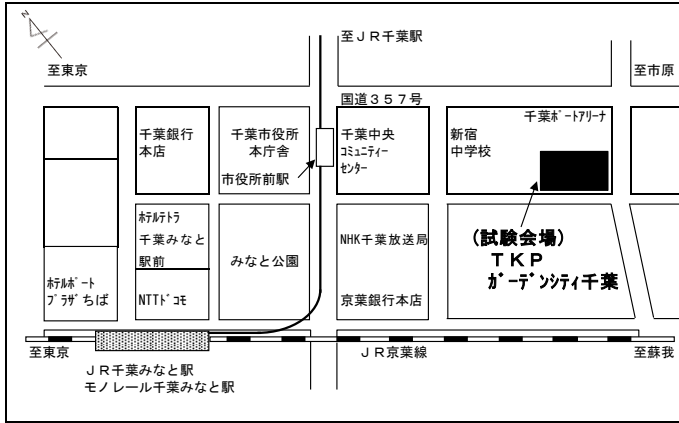 N
至ＪＲ千葉駅
至東京
至市原
国道３５７号
千葉ﾎﾟｰﾄｱﾘｰﾅ
千葉銀行
本店
千葉市役所
本庁舎
千葉中央
ｺﾐｭﾆﾃｨｰ
ｾﾝﾀｰ
新宿
中学校
市役所前駅
ﾎﾃﾙﾃﾄﾗ
千葉みなと
駅前
みなと公園
NHK千葉放送局
(試験会場)
ＴＫＰ
ｶﾞｰﾃﾞﾝｼﾃｨ千葉
ﾎﾃﾙﾎﾟｰﾄ
ﾌﾟﾗｻﾞちば
NTTﾄﾞｺﾓ
京葉銀行本店
至東京
ＪＲ京葉線
至蘇我
ＪＲ千葉みなと駅
モノレール千葉みなと駅